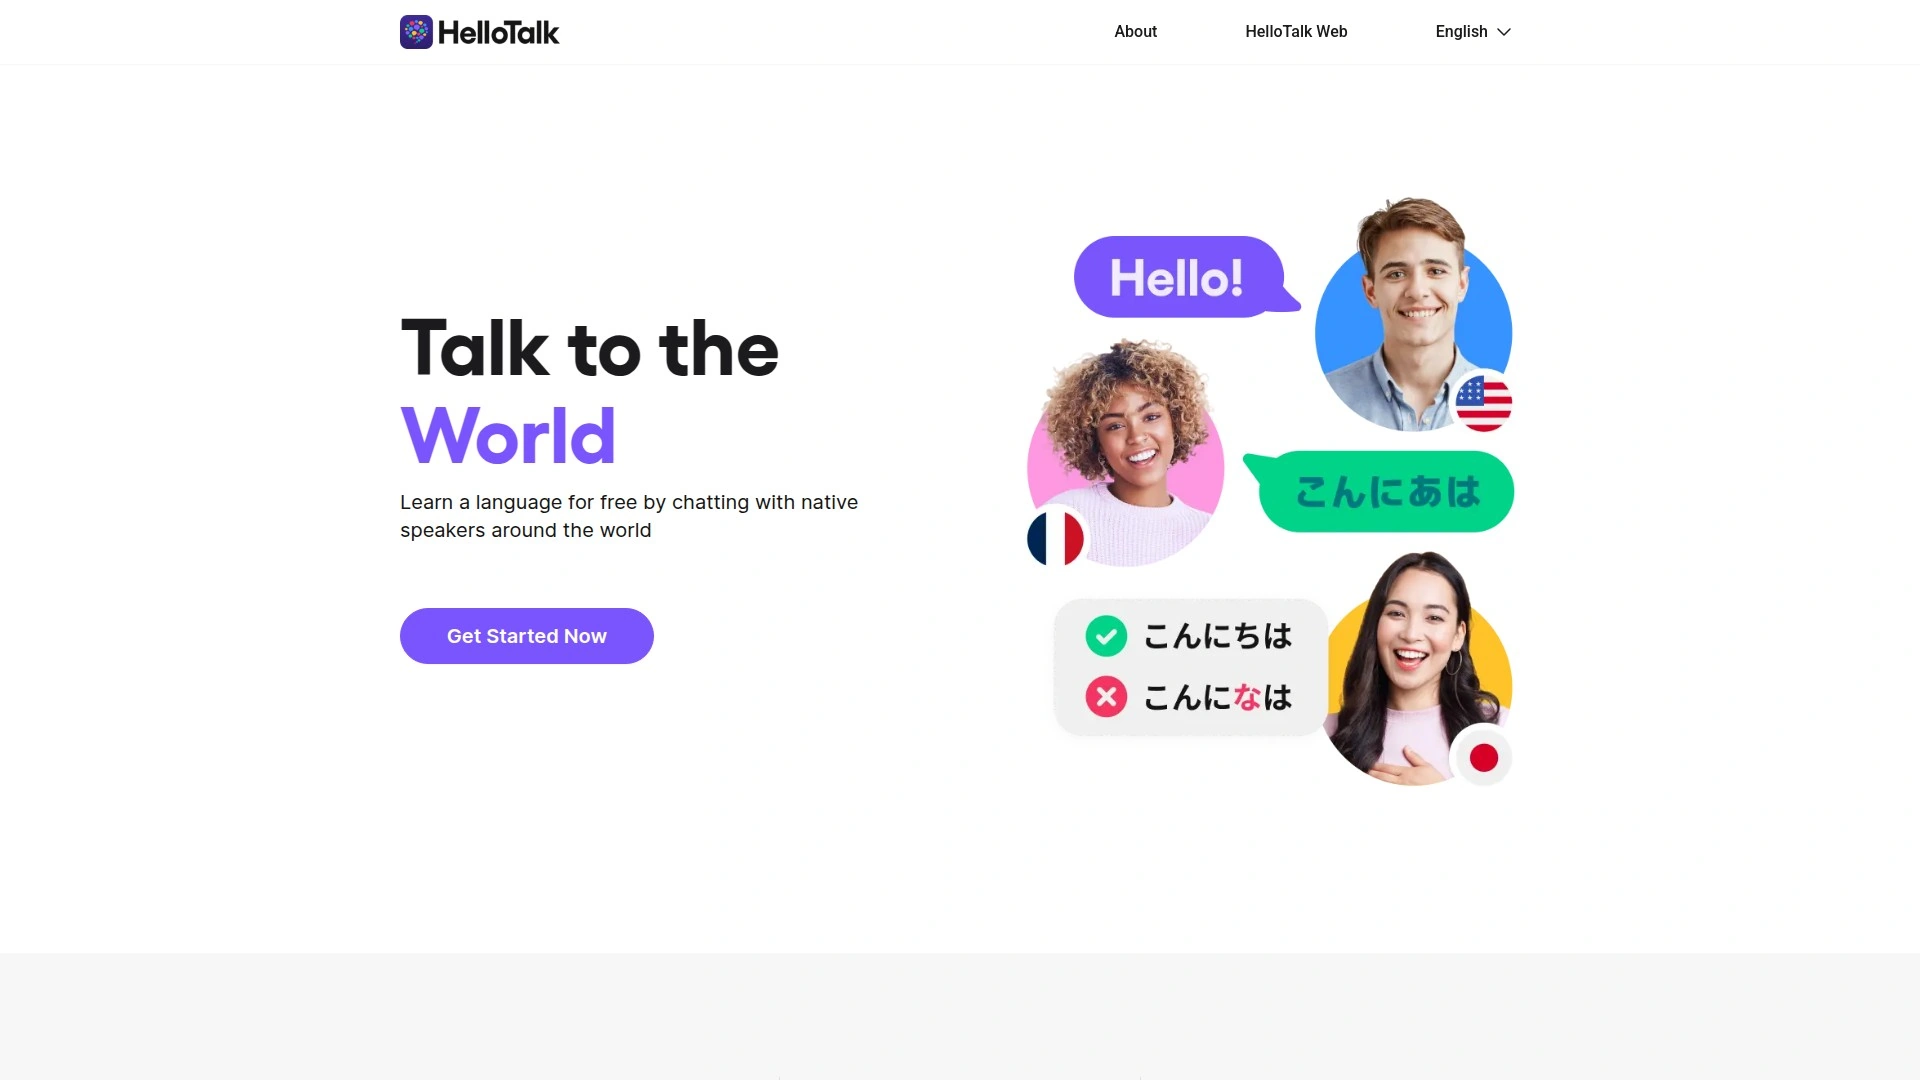 HelloTalk
About
HelloTalk Web
English
Talk to the
World
Learn a language for free by chatting with native
speakers around the world
Get Started Now
Hello!
こんにあは
こんにちは
こんになは